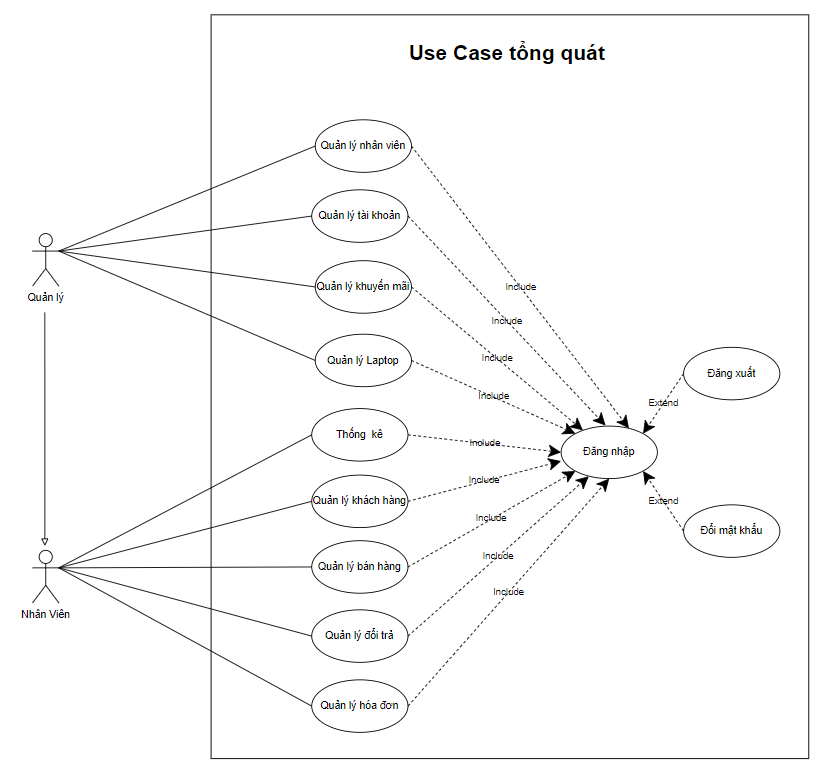 Use Case tổng quát
Quản lý nhân viên
Quản lý tài khoản
Quản lý
Quản lý khuyến mãi
Include
Include
Quản lý Laptop
Include
Đăng xuất
Include
Extend
Thống kê
Include
Đăng nhập
Quản lý khách hàng
Include
Extend
Include
Đổi mật khẩu
Quản lý bán hàng
Include
Nhân Viên
Include
Quản lý đổi trả
Quản lý hóa đơn